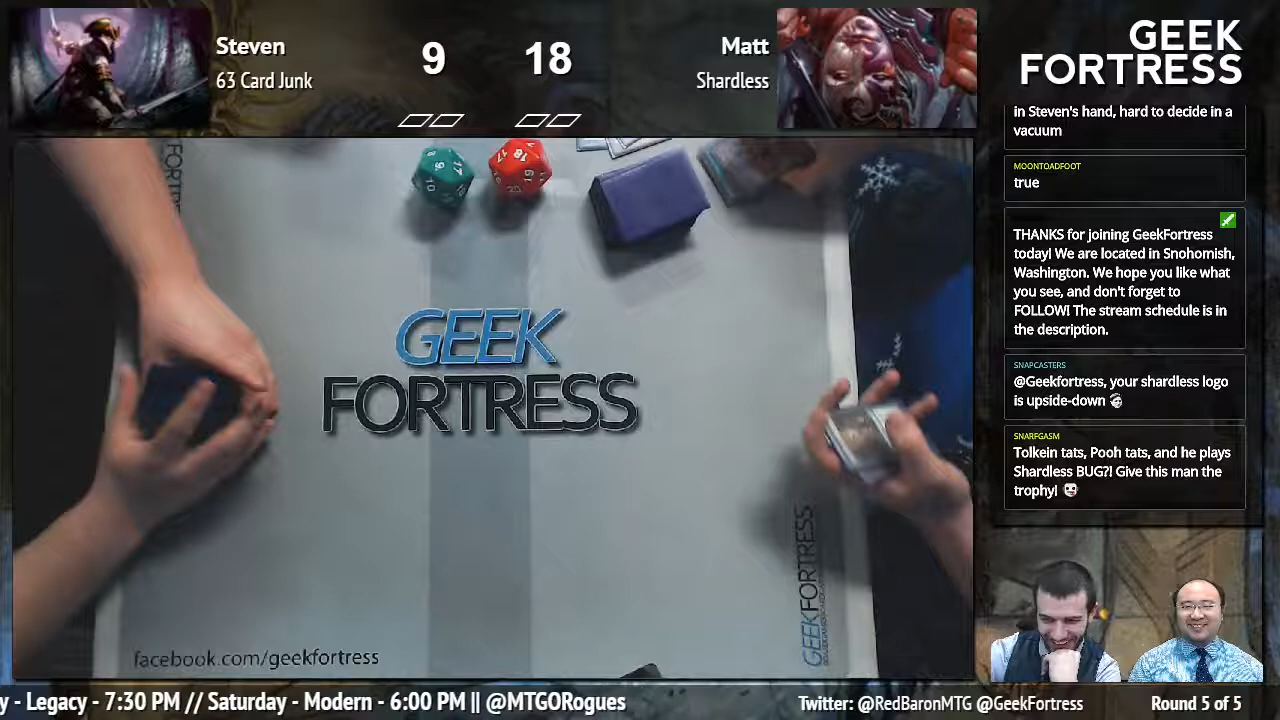 Steven
63 Card Junk
9
18
Matt
Shardless
GEEK
FORTRESS
in Steven's hand, hard to decide in a
vacuum
MOONTOADFOOT
true
THANKS for joining GeekFortress
today! We are located in Snohomish,
Washington. We hope you like what
you see, and don't forget to
FOLLOW! The stream schedule is in
the description.
SNAPCASTERS
@Geekfortress, your shardless logo
is upside-down
SNARFGASM
Tolkein tats, Pooh tats, and he plays
Shardless BUG?! Give this man the
trophy!
17
10
18
17
19
GEEK
FORTRESS
GEEKFORTRESS
facebook.com/geekfortress
y - Legacy - 7:30 PM // Saturday - Modern - 6:00 PM || @MTGORogues
Twitter: @RedBaronMTG @GeekFortress
Round 5 of 5